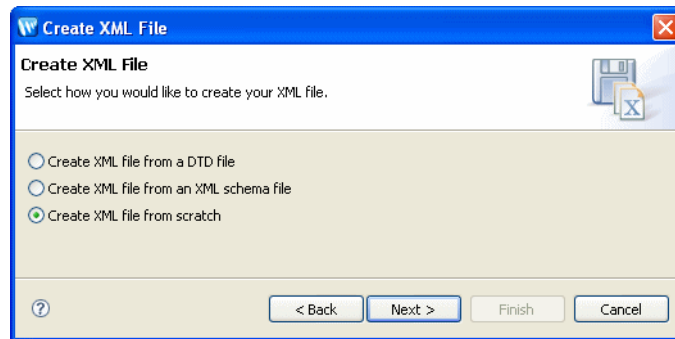 Create XML File
Create XML File
Select how you would like to create your XML file.
X
Create XML file from a DTD file
Create XML file from an XML schema file
Create XML file from scratch
?
< Back Next > Finish Cancel